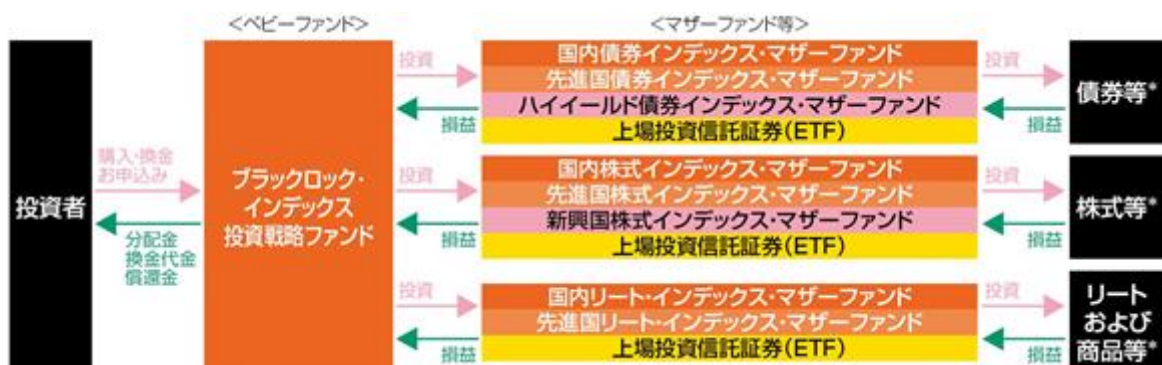 <ベビーファンド>
<マザーファンド等>
投資者
購入・換金
お申込み
分配金
換金代金
償還金
ブラックロック・
インデックス
投資戦略ファンド
投資
損益
国内債券インデックス・マザーファンド
先進国債券インデックス・マザーファンド
ハイイールド債券インデックス・マザーファンド
上場投資信託証券(ETF)
投資
損益
債券等*
投資
損益
国内株式インデックス・マザーファンド
先進国株式インデックス・マザーファンド
新興国株式インデックス・マザーファンド
上場投資信託証券(ETF)
投資
損益
株式等*
投資
損益
国内リート・インデックス・マザーファンド
先進国リート・インデックス・マザーファンド
上場投資信託証券(ETF)
投資
損益
リート
および
商品等*